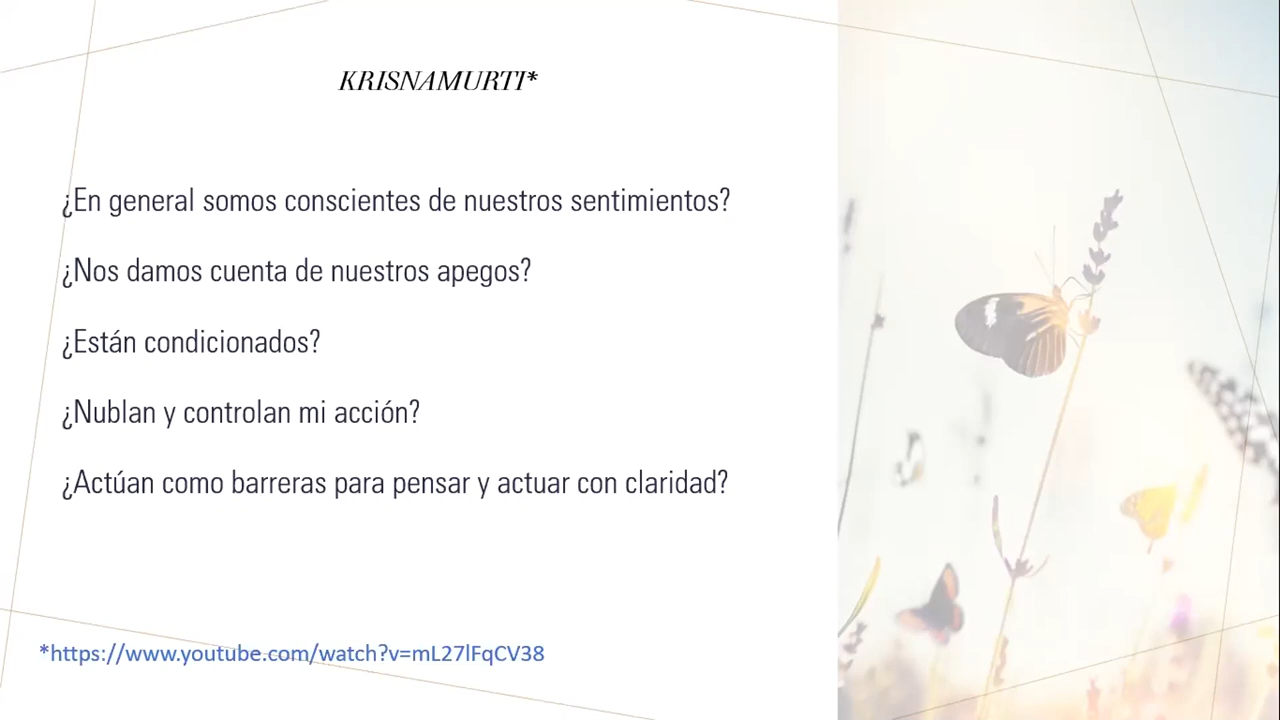 KRISNAMURTI*
¿En general somos conscientes de nuestros sentimientos?
¿Nos damos cuenta de nuestros apegos?
¿Están condicionados?
¿Nublan y controlan mi acción?
¿Actúan como barreras para pensar y actuar con claridad?
*https://www.youtube.com/watch?v=mL27lFqCV38